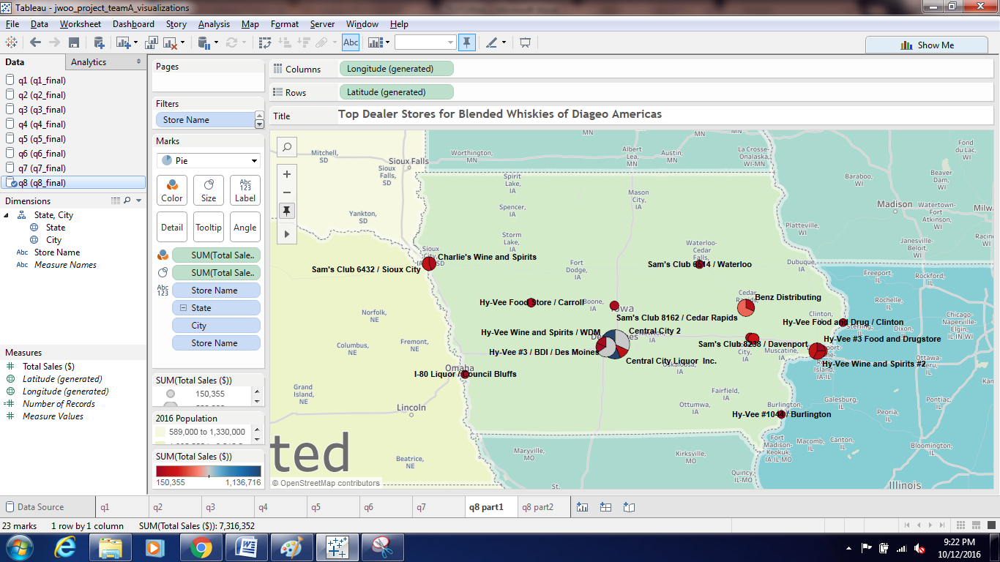 Tableau - jwoo_project_teamA_visualizations
File Data Worksheet Dashboard Story Analysis Map Format Server Window Help
Abc
Show Me
Data Analytics
q1 (q1_final)
q2 (q2_final)
q3 (q3_final)
q4 (q4_final)
q5 (q5_final)
q6 (q6_final)
q7 (q7_final)
q8 (q8_final)
Dimensions
State, City
State
City
Abc Store Name
Abc Measure Names
Measures
Total Sales ($)
Latitude (generated)
Longitude (generated)
Number of Records
Measure Values
Pages
Filters
Store Name
Marks
Pie
Color Size Abc 123 Label
Detail Tooltip Angle
SUM(Total Sale..
SUM(Total Sale..
Abc 123 Store Name
State
City
Store Name
SUM(Total Sales ($))
150,355
2016 Population
589,000 to 1,330,000
SUM(Total Sales ($))
150,355 1,136,716
Columns Longitude (generated)
Rows Latitude (generated)
Title Top Dealer Stores for Blended Whiskies of Diageo Americas
MN MN
Mitchell, SD
Sioux Falls
Sioux Falls, SD
Worthington, MN
Albert Lea, MN
Austin, MN
La Crosse-Onalaska, WI-MN
Fond du Lac, WI
Baraboo, WI
Beaver Dam, WI
Spirit Lake, IA
Mason City, IA
Madison
Watertown-Fort Atkinson, WI
Milwa
Yankton, SD
Spencer, IA
Platteville, WI
Racin
WI
Storm Lake, IA
Waterloo-Cedar Falls,
Janesville-Beloit, WI
Sioux City,
Charlie's Wine and Spirits
Sam's Club 6432 / Sioux City
Fort Dodge, IA
Sam's Club 6514 / Waterloo
Dubuque, IA
Freeport, IL
Rockford, IL
Norfolk, NE
Hy-Vee Food Store / Carroll
Boone, IA
Iowa
Cedar
Benz Distributing
Rochelle, IL
Sam's Club 8162 / Cedar Rapids
Clinton,
Hy-Vee Food and Drug / Clinton
Sterling, IL
Dixon, IL
Chicago-Naperville-Elgin, IL-IN-WI
Columbus, NE
Fremont, NE
Hy-Vee Wine and Spirits / WDM
Central City 2
Sam's Club 8238 / Davenport
Hy-Vee #3 Food and Drugstore
Hy-Vee #3 / BDI / Des Moines
Muscatine, IA
Ottawa-Peru, IL
Central City Liquor Inc.
Oskaloosa, IA
Hy-Vee Wine and Spirits #2
Omaha
I-80 Liquor / Council Bluffs
Grand Island, NE
Lincoln
Fairfield, IA
Ottumwa, IA
Burlington,
Galesburg, IL
Pontiac, IL
Hy-Vee #1044 / Burlington
Peoria, IL
ted
Beatrice, NE
Maryville, MO
Kirksville, MO
Fort Madison-Keokuk, IA-IL-MO
Macomb, IL
Canton, IL
Bloomington, IL
Quincy, IL-MO
St.
Illinois
© OpenStreetMap contributors
Data Source q1 q2 q3 q4 q5 q6 q7 q8 part1 q8 part2
23 marks 1 row by 1 column SUM(Total Sales ($)): 7,316,352
9:22 PM
10/12/2016